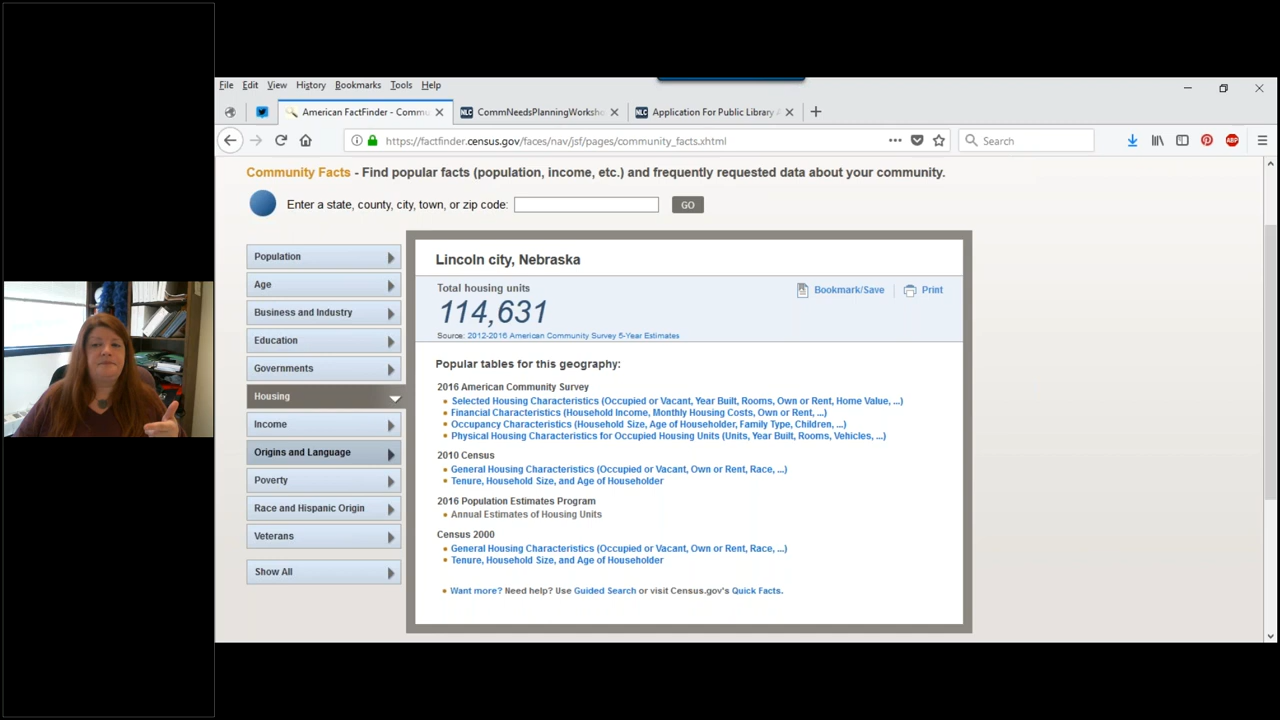 File Edit View History Bookmarks Tools Help
American FactFinder - Commu
NLC CommNeedsPlanningWorksho
NLC Application For Public Library A
https://factfinder.census.gov/faces/nav/jsf/pages/community_facts.xhtml
Search
ABP
Community Facts - Find popular facts (population, income, etc.) and frequently requested data about your community.
Enter a state, county, city, town, or zip code:
GO
Population
Age
Business and Industry
Education
Governments
Housing
Income
Origins and Language
Poverty
Race and Hispanic Origin
Veterans
Show All
Lincoln city, Nebraska
Total housing units
114,631
Bookmark/Save
Print
Source: 2012-2016 American Community Survey 5-Year Estimates
Popular tables for this geography:
2016 American Community Survey
Selected Housing Characteristics (Occupied or Vacant, Year Built, Rooms, Own or Rent, Home Value, ...)
Financial Characteristics (Household Income, Monthly Housing Costs, Own or Rent, ...)
Occupancy Characteristics (Household Size, Age of Householder, Family Type, Children, ...)
Physical Housing Characteristics for Occupied Housing Units (Units, Year Built, Rooms, Vehicles, ...)
2010 Census
General Housing Characteristics (Occupied or Vacant, Own or Rent, Race, ...)
Tenure, Household Size, and Age of Householder
2016 Population Estimates Program
Annual Estimates of Housing Units
Census 2000
General Housing Characteristics (Occupied or Vacant, Own or Rent, Race, ...)
Tenure, Household Size, and Age of Householder
Want more? Need help? Use Guided Search or visit Census.gov's Quick Facts.